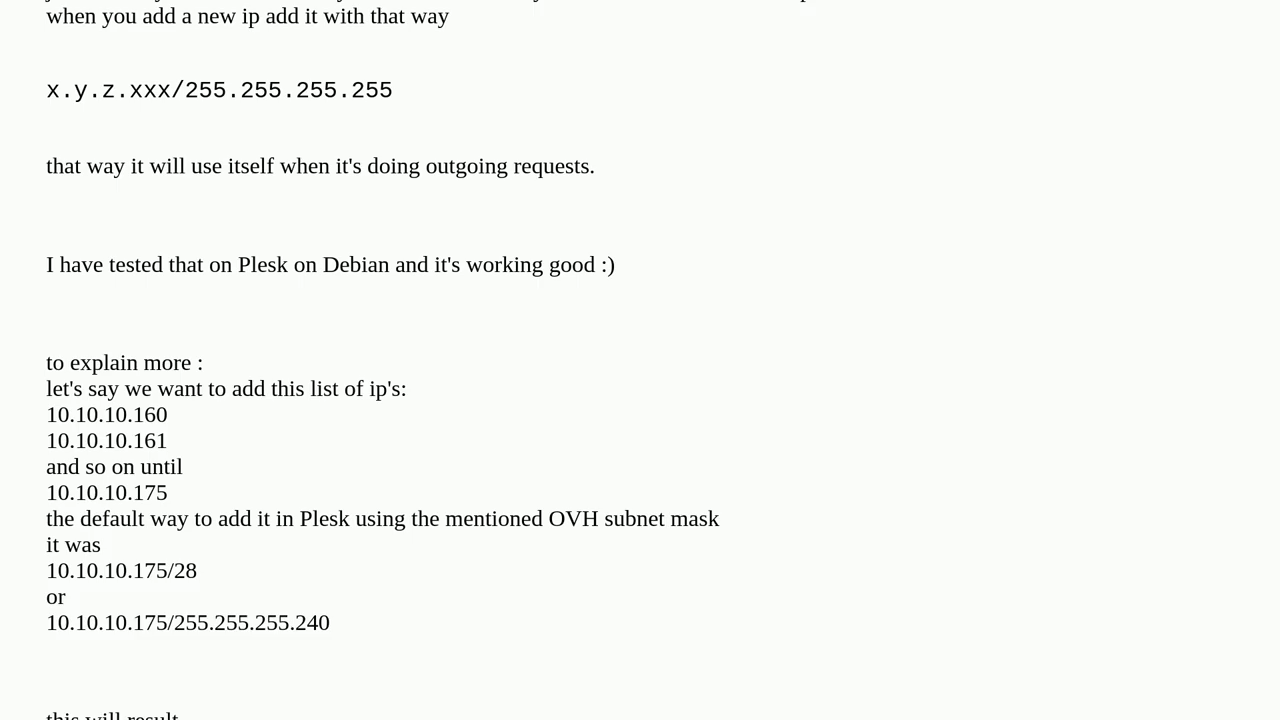 when you add a new ip add it with that way
x.y.z.xxx/255.255.255.255
that way it will use itself when it's doing outgoing requests.
I have tested that on Plesk on Debian and it's working good :)
to explain more :
let's say we want to add this list of ip's:
10.10.10.160
10.10.10.161
and so on until
10.10.10.175
the default way to add it in Plesk using the mentioned OVH subnet mask
it was
10.10.10.175/28
or
10.10.10.175/255.255.255.240
this will result